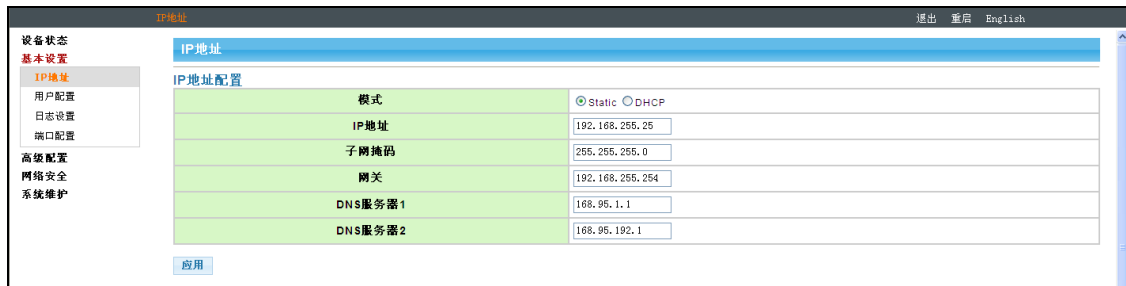 IP地址 退出 重启 English
设备状态
基本设置
IP地址
用户配置
日志设置
端口配置
高级配置
网络安全
系统维护
IP地址
IP地址配置
模式 Static DHCP
IP地址 192.168.255.25
子网掩码 255.255.255.0
网关 192.168.255.254
DNS服务器1 168.95.1.1
DNS服务器2 168.95.192.1
应用